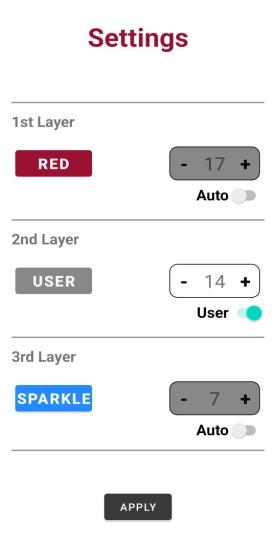 Settings
1st Layer
RED
- 17 +
Auto
2nd Layer
USER
- 14 +
User
3rd Layer
SPARKLE
- 7 +
Auto
APPLY